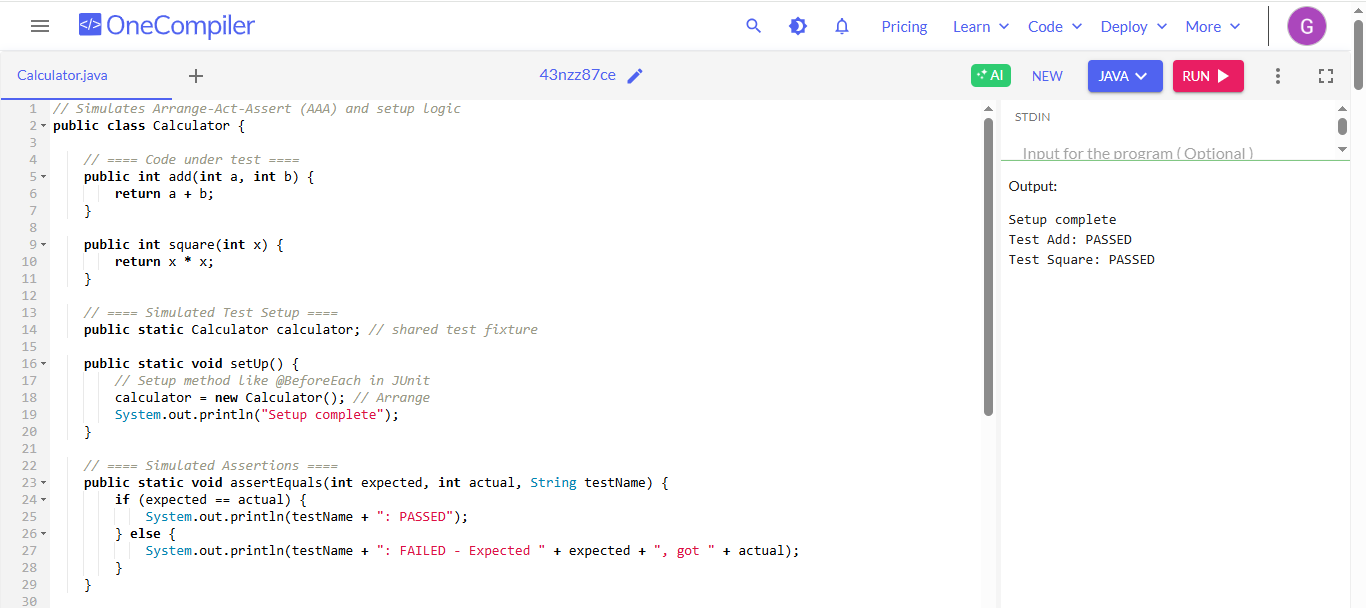 </> OneCompiler
Pricing Learn Code Deploy More G
Calculator.java + 43nzz87ce AI NEW JAVA RUN
1 // Simulates Arrange-Act-Assert (AAA) and setup logic
2 public class Calculator {
3
4     // ==== Code under test ====
5     public int add(int a, int b) {
6         return a + b;
7     }
8
9     public int square(int x) {
10         return x * x;
11     }
12
13     // ==== Simulated Test Setup ====
14     public static Calculator calculator; // shared test fixture
15
16     public static void setUp() {
17         // Setup method like @BeforeEach in JUnit
18         calculator = new Calculator(); // Arrange
19         System.out.println("Setup complete");
20     }
21
22     // ==== Simulated Assertions ====
23     public static void assertEquals(int expected, int actual, String testName) {
24         if (expected == actual) {
25             System.out.println(testName + ": PASSED");
26         } else {
27             System.out.println(testName + ": FAILED - Expected " + expected + ", got " + actual);
28         }
29     }
30
STDIN
Input for the program ( Optional )
Output:
Setup complete
Test Add: PASSED
Test Square: PASSED